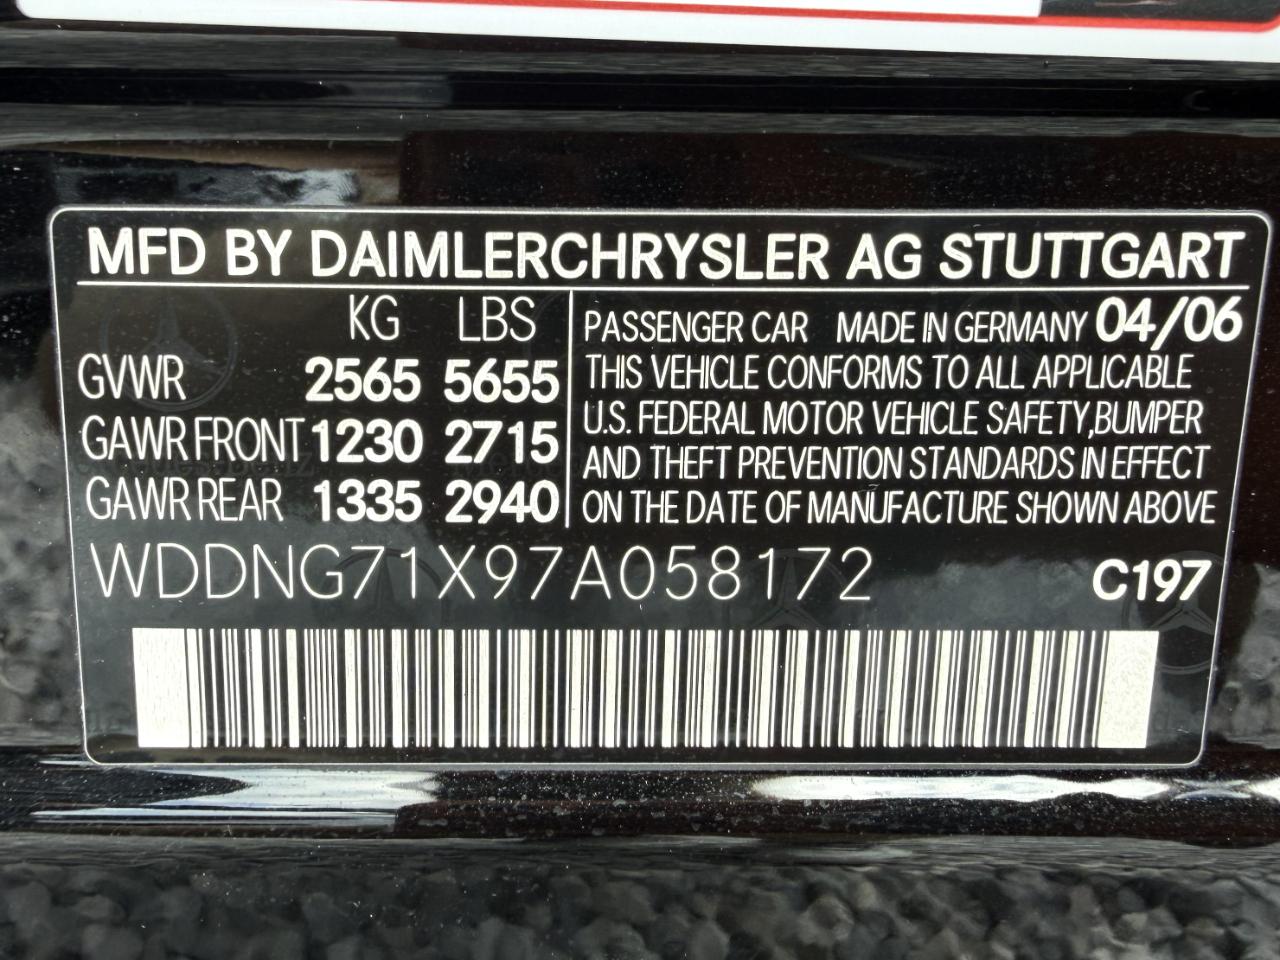 MFD BY DAIMLERCHRYSLER AG STUTTGART
KG LBS
GVWR 2565 5655
GAWR FRONT 1230 2715
GAWR REAR 1335 2940
PASSENGER CAR MADE IN GERMANY 04/06
THIS VEHICLE CONFORMS TO ALL APPLICABLE
U.S. FEDERAL MOTOR VEHICLE SAFETY, BUMPER
AND THEFT PREVENTION STANDARDS IN EFFECT
ON THE DATE OF MANUFACTURE SHOWN ABOVE
WDDNG71X97A058172 C197